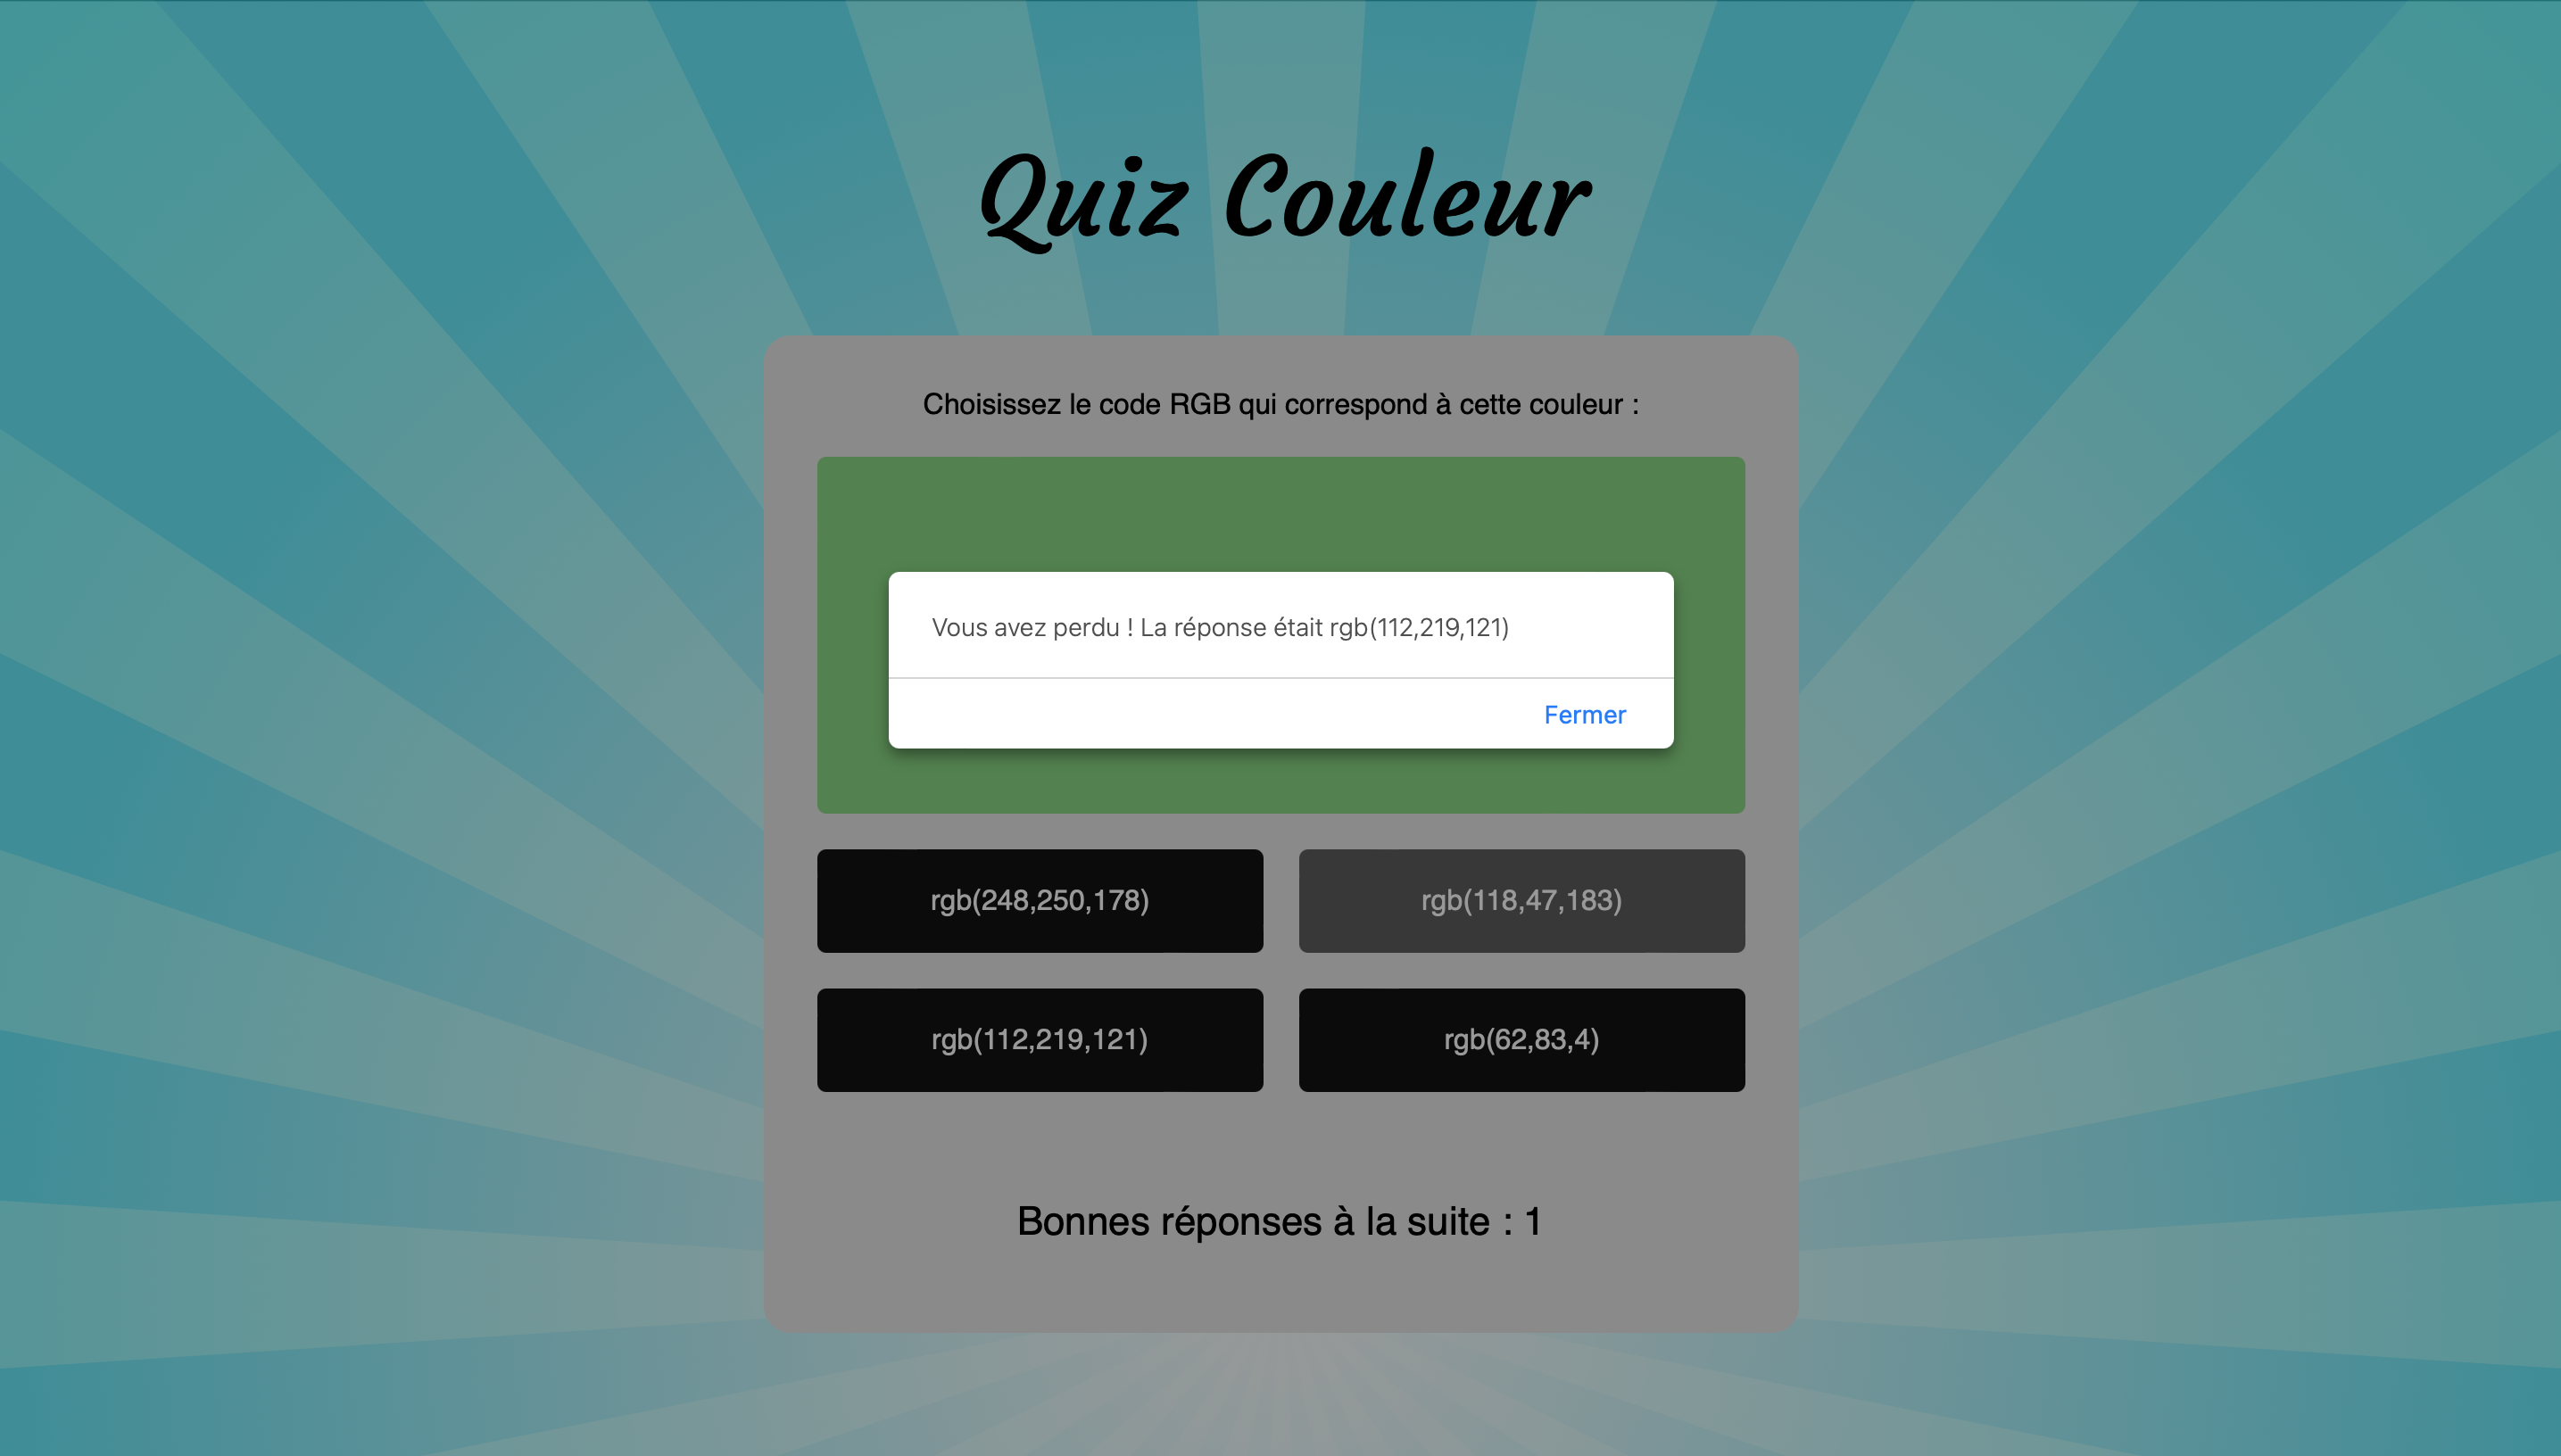 Quiz Couleur
Choisissez le code RGB qui correspond à cette couleur :
Vous avez perdu ! La réponse était rgb(112,219,121)
Fermer
rgb(248,250,178)
rgb(118,47,183)
rgb(112,219,121)
rgb(62,83,4)
Bonnes réponses à la suite : 1